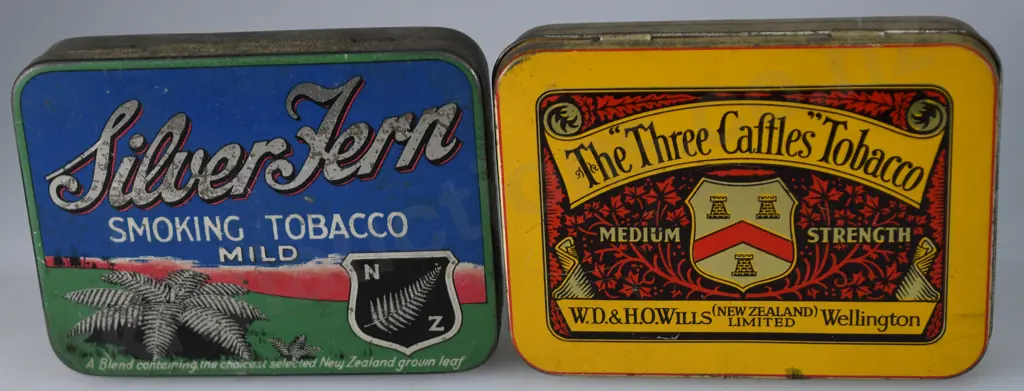 Silver Fern
SMOKING TOBACCO
MILD
N
Z
A Blend containing the choicest selected New Zealand grown leaf
The "Three Castles" Tobacco
MEDIUM STRENGTH
W.D. & H.O. WILLS (NEW ZEALAND) LIMITED Wellington